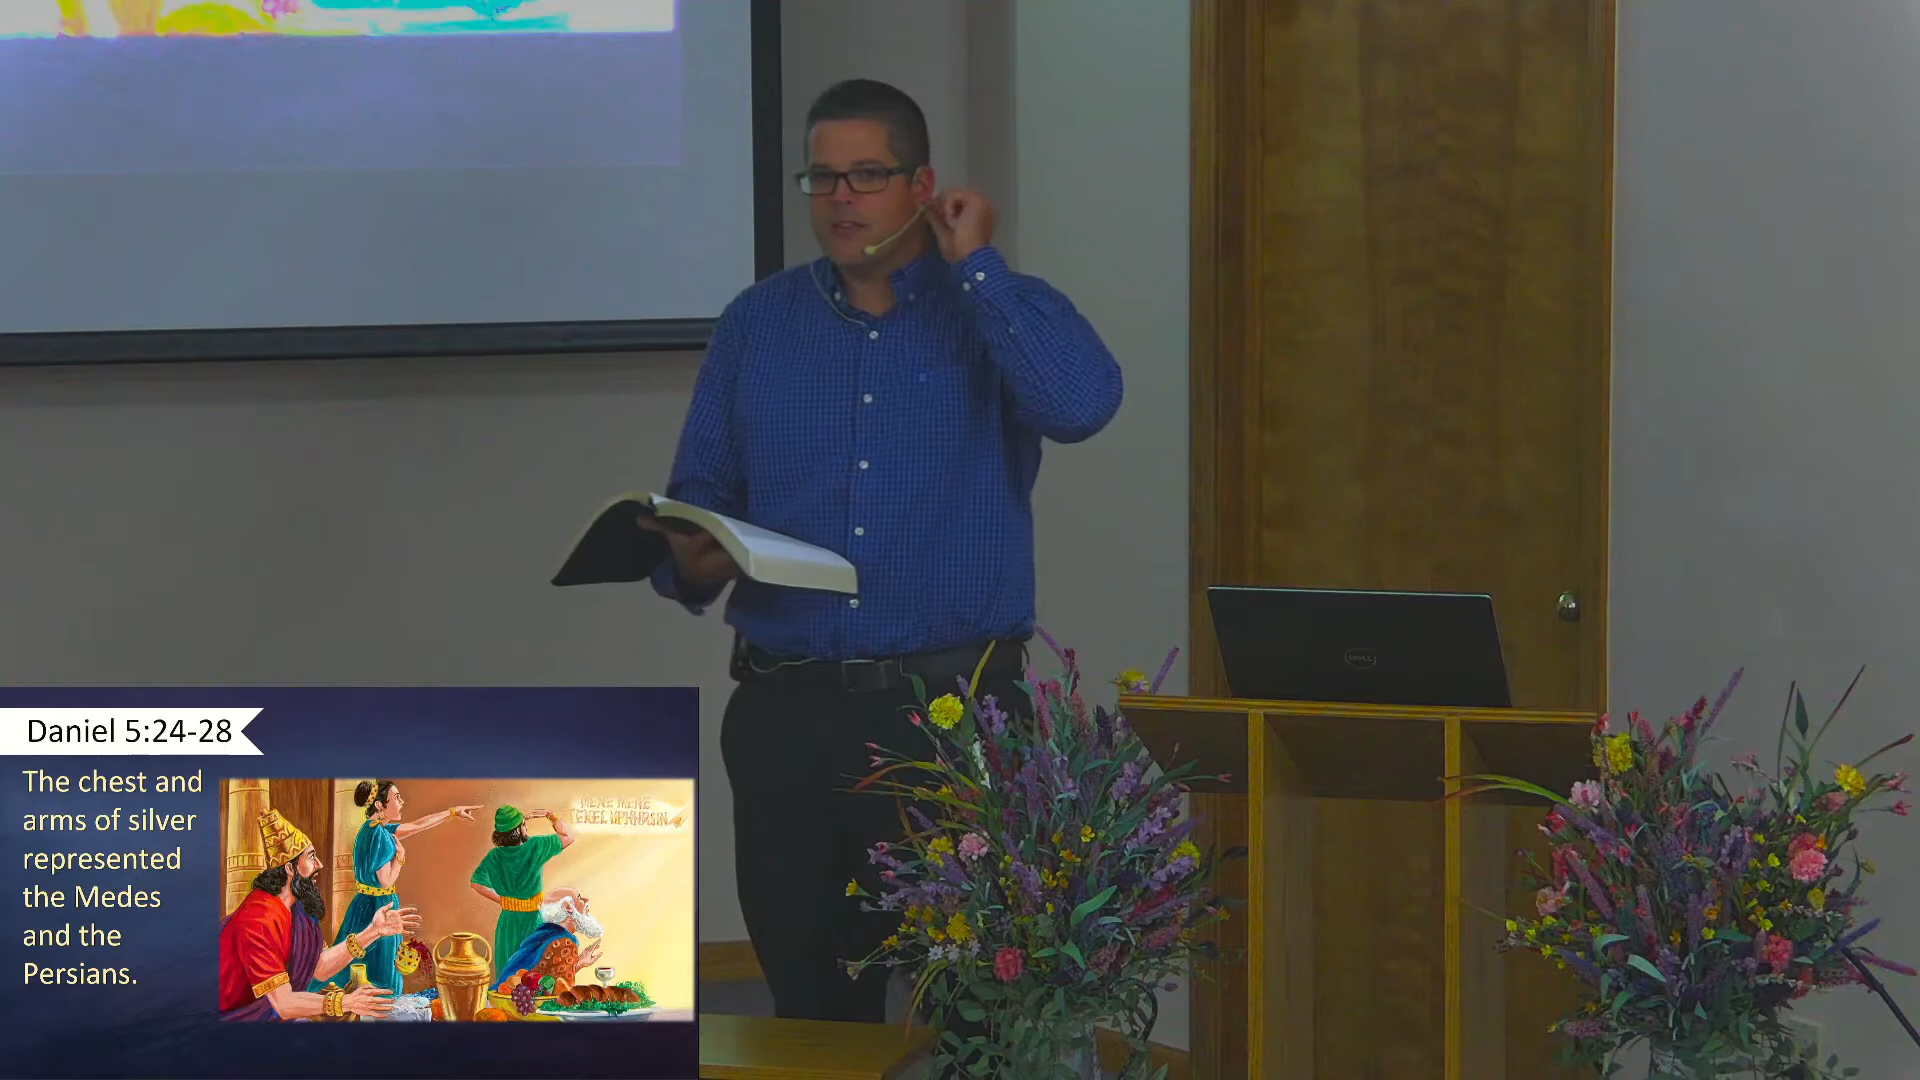 DELL
Daniel 5:24-28
The chest and
arms of silver
represented
the Medes
and the
Persians.
MENE MENE
TEKEL UPHARSIN